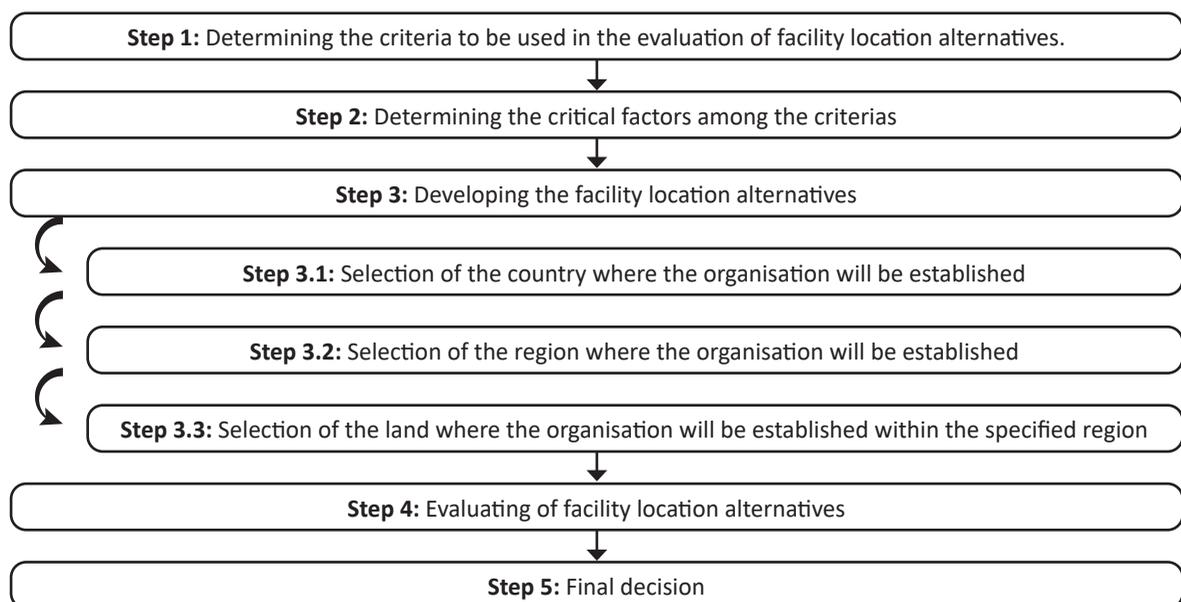 Step 1: Determining the criteria to be used in the evaluation of facility location alternatives.
Step 2: Determining the critical factors among the criterias
Step 3: Developing the facility location alternatives
Step 3.1: Selection of the country where the organisation will be established
Step 3.2: Selection of the region where the organisation will be established
Step 3.3: Selection of the land where the organisation will be established within the specified region
Step 4: Evaluating of facility location alternatives
Step 5: Final decision